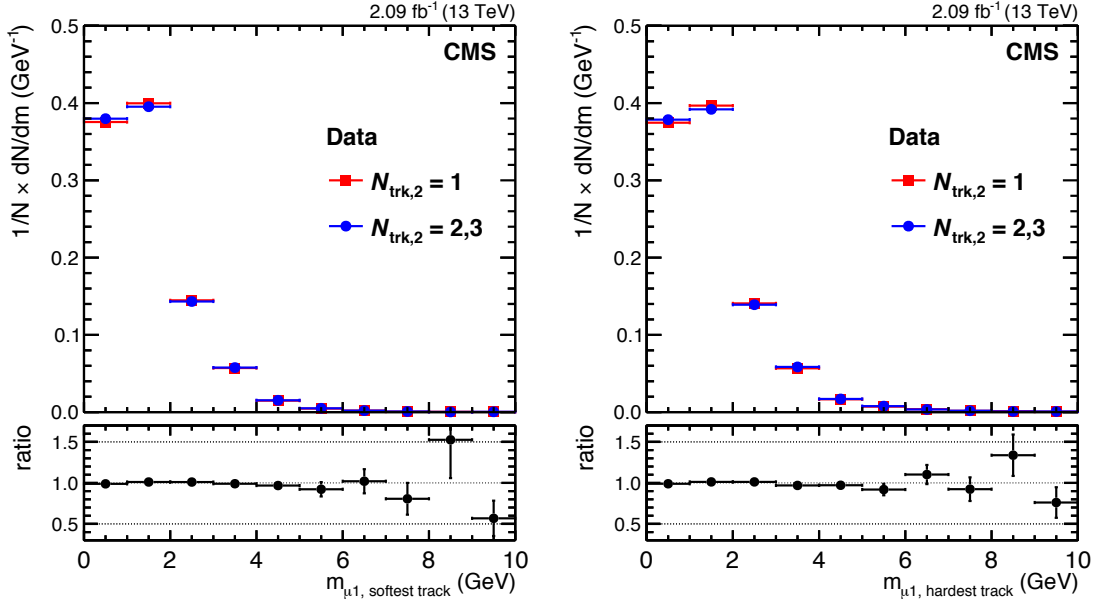 2.09 fb⁻¹ (13 TeV)
CMS
1/N × dN/dm (GeV⁻¹)
0.5
0.4
0.3
0.2
0.1
0.0
Data
N_trk,2 = 1
N_trk,2 = 2,3
ratio
1.5
1.0
0.5
0 2 4 6 8 10
m_μ1, softest track (GeV)
2.09 fb⁻¹ (13 TeV)
CMS
1/N × dN/dm (GeV⁻¹)
0.5
0.4
0.3
0.2
0.1
0.0
Data
N_trk,2 = 1
N_trk,2 = 2,3
ratio
1.5
1.0
0.5
0 2 4 6 8 10
m_μ1, hardest track (GeV)